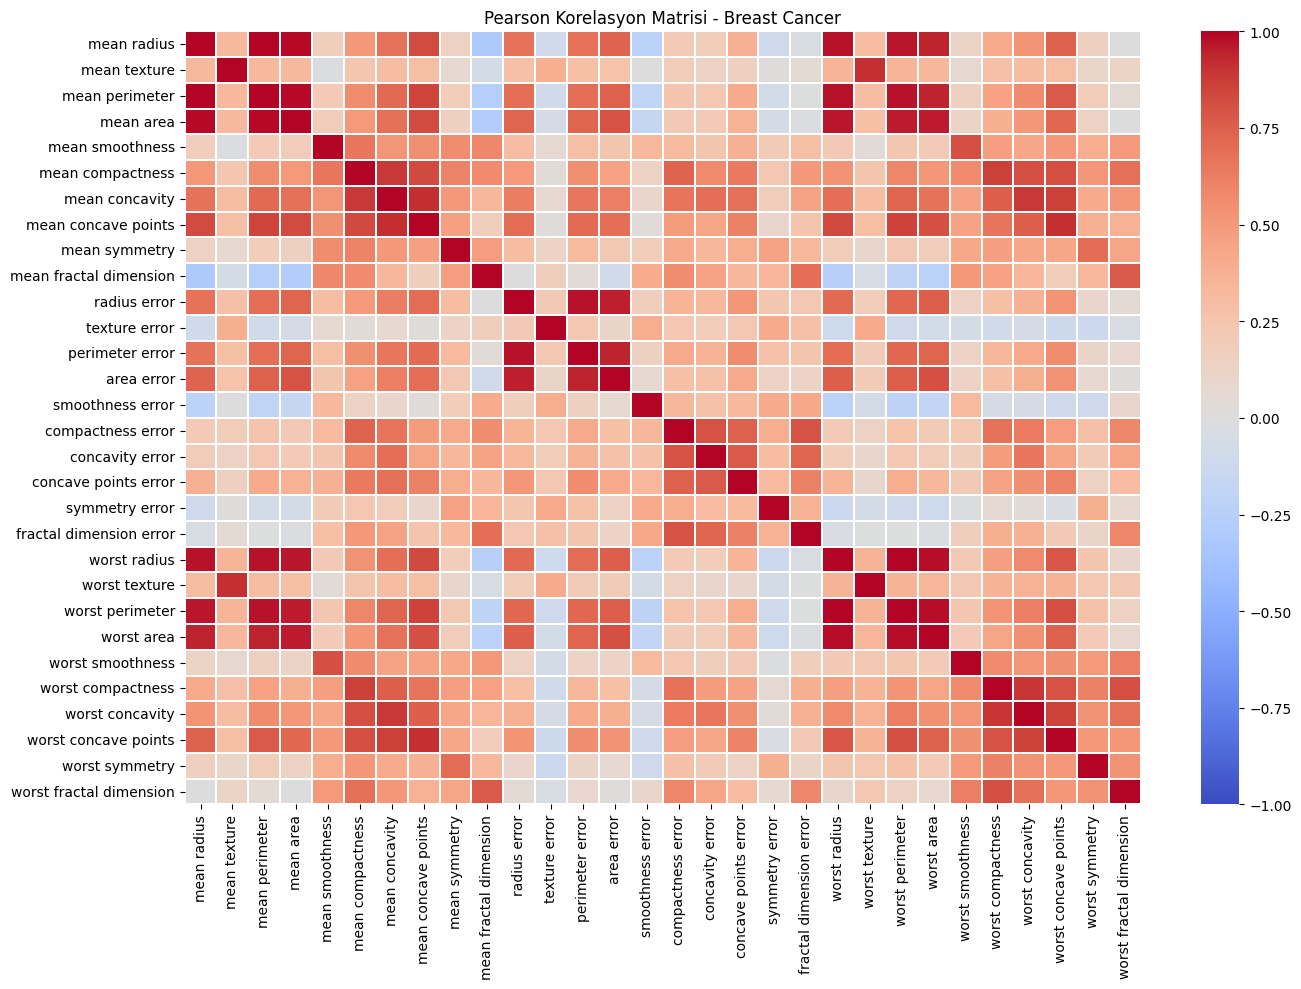 Pearson Korelasyon Matrisi - Breast Cancer
mean radius
mean texture
mean perimeter
mean area
mean smoothness
mean compactness
mean concavity
mean concave points
mean symmetry
mean fractal dimension
radius error
texture error
perimeter error
area error
smoothness error
compactness error
concavity error
concave points error
symmetry error
fractal dimension error
worst radius
worst texture
worst perimeter
worst area
worst smoothness
worst compactness
worst concavity
worst concave points
worst symmetry
worst fractal dimension
mean radius
mean texture
mean perimeter
mean area
mean smoothness
mean compactness
mean concavity
mean concave points
mean symmetry
mean fractal dimension
radius error
texture error
perimeter error
area error
smoothness error
compactness error
concavity error
concave points error
symmetry error
fractal dimension error
worst radius
worst texture
worst perimeter
worst area
worst smoothness
worst compactness
worst concavity
worst concave points
worst symmetry
worst fractal dimension
1.00
0.75
0.50
0.25
0.00
−0.25
−0.50
−0.75
−1.00